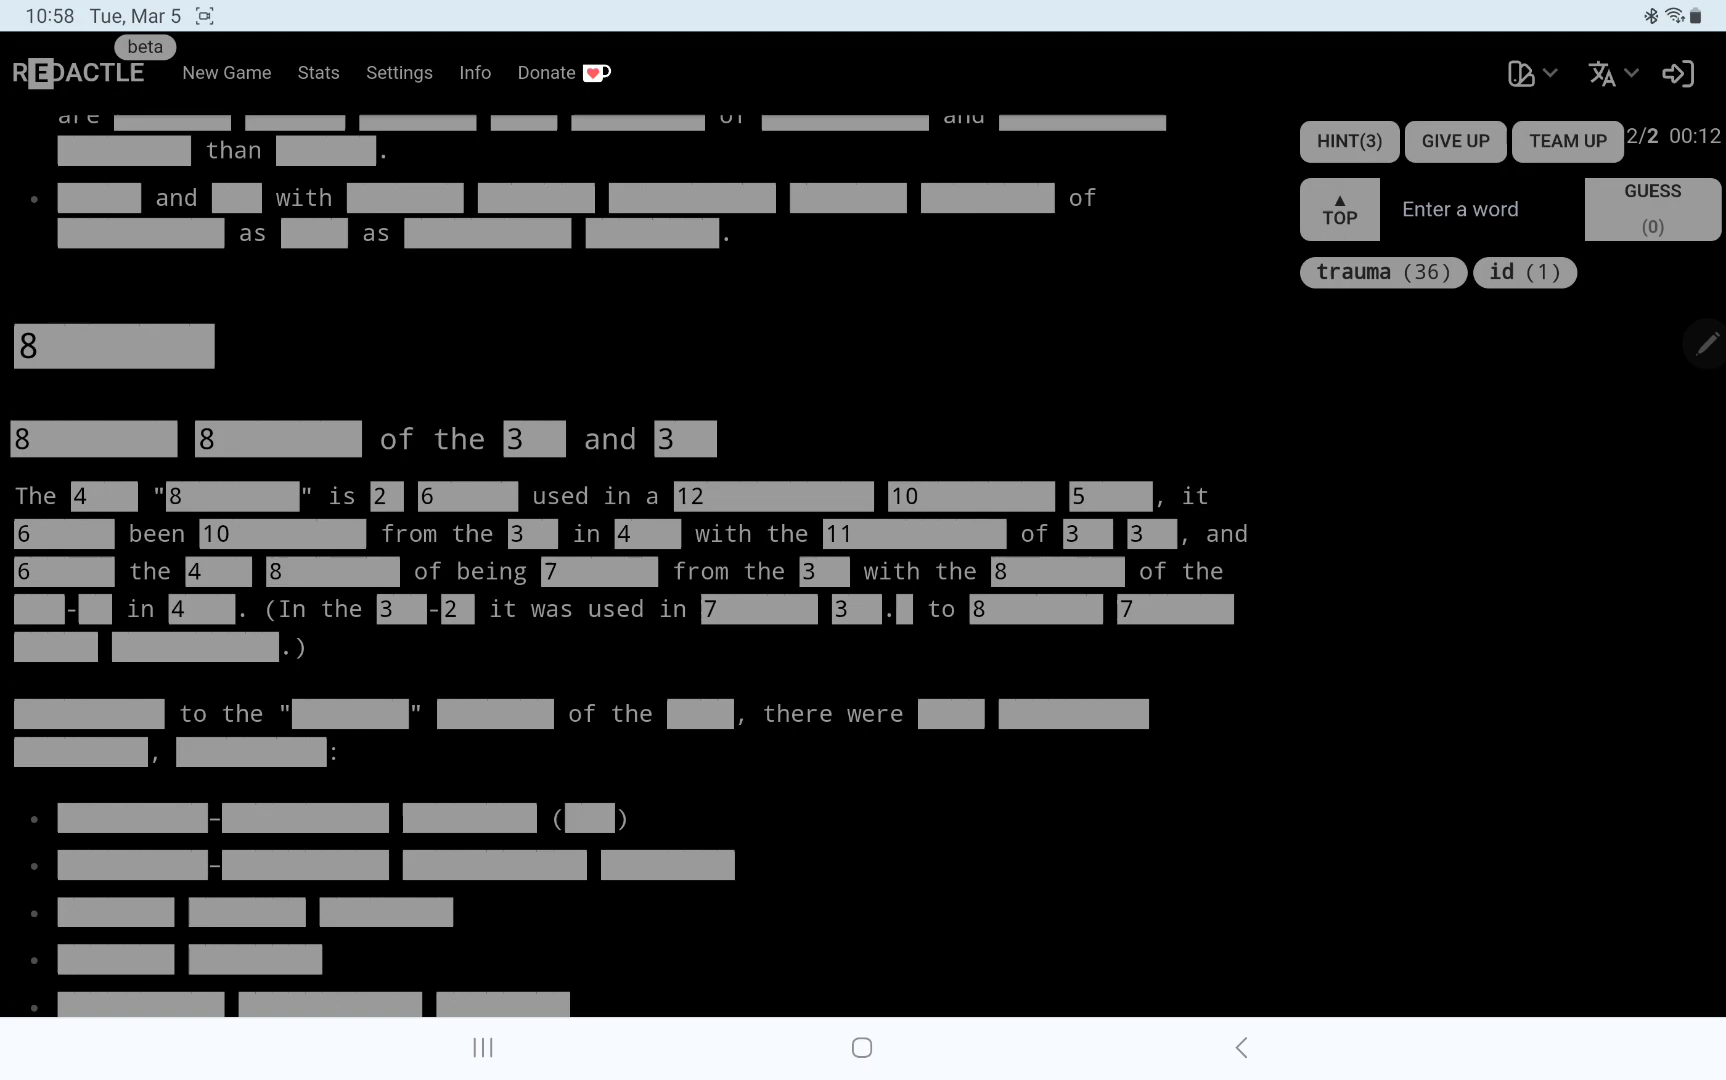 10:58 Tue, Mar 5
beta
REDACTLE New Game Stats Settings Info Donate
are of and
than .
HINT(3) GIVE UP TEAM UP 2/2 00:12
• and with of
as as .
▲
TOP Enter a word GUESS
(0)
trauma (36) id (1)
8
8 8 of the 3 and 3
The 4 "8" is 2 6 used in a 12 10 5, it
6 been 10 from the 3 in 4 with the 11 of 3 3, and
6 the 4 8 of being 7 from the 3 with the 8 of the
- in 4. (In the 3-2 it was used in 7 3. to 8 7
.)
to the " " of the , there were
, :
• – ( )
• –
•
•
•